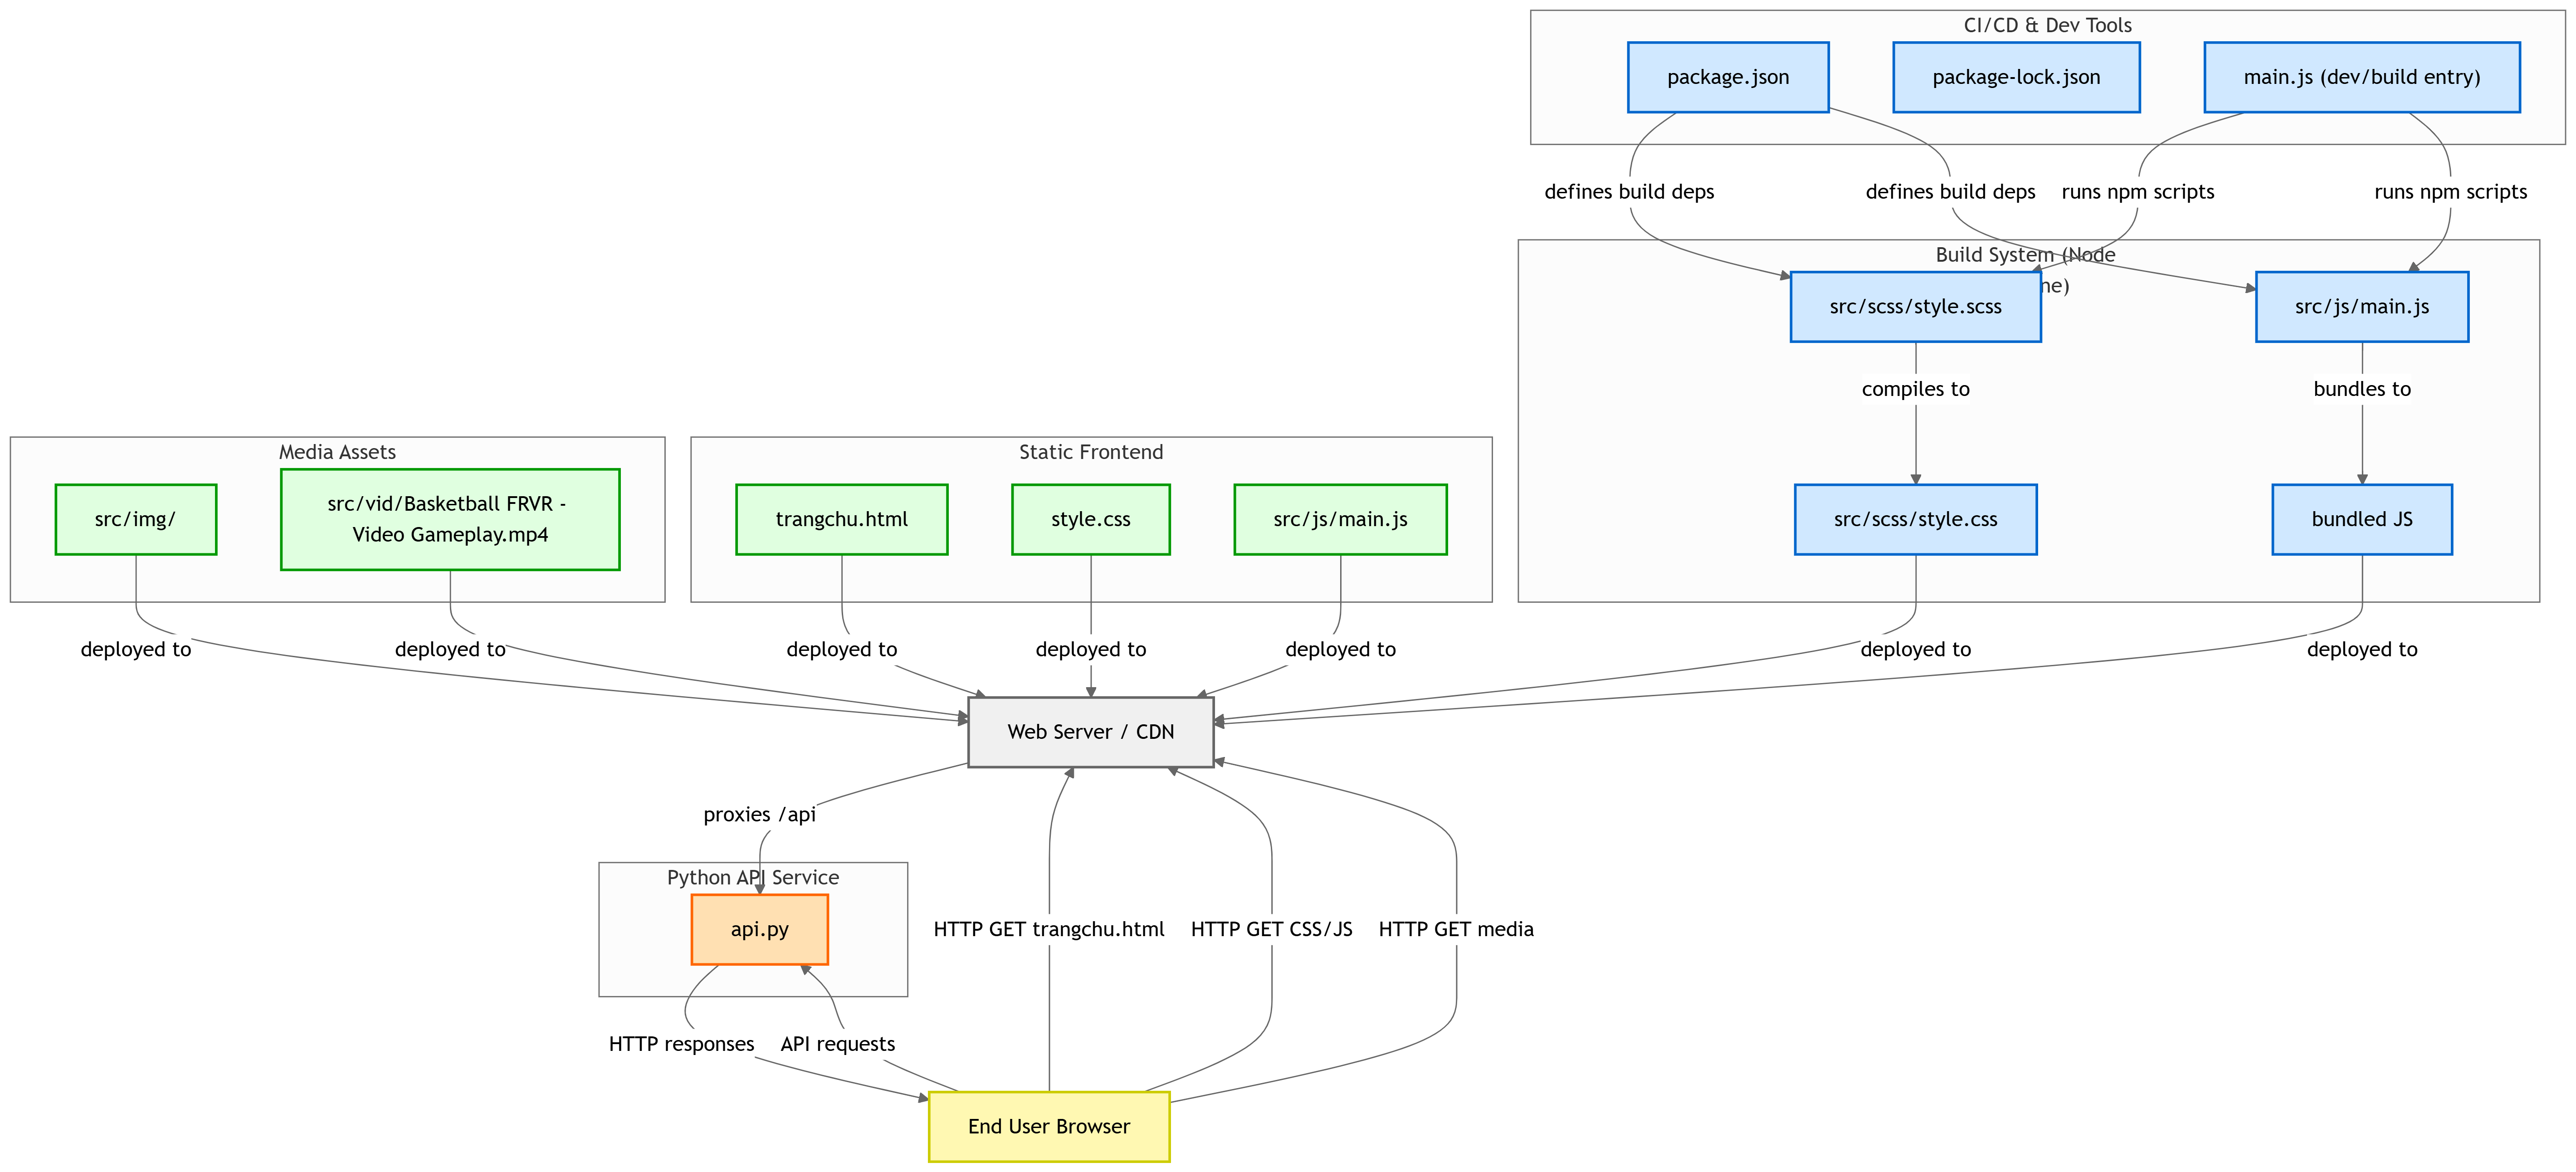 CI/CD & Dev Tools
package.json
package-lock.json
main.js (dev/build entry)
defines build deps
defines build deps
runs npm scripts
runs npm scripts
Build System (Node
ne)
src/scss/style.scss
src/js/main.js
compiles to
bundles to
Media Assets
src/img/
src/vid/Basketball FRVR -
Video Gameplay.mp4
Static Frontend
trangchu.html
style.css
src/js/main.js
src/scss/style.css
bundled JS
deployed to
deployed to
deployed to
deployed to
deployed to
deployed to
deployed to
Web Server / CDN
proxies /api
Python API Service
api.py
HTTP GET trangchu.html
HTTP GET CSS/JS
HTTP GET media
HTTP responses
API requests
End User Browser